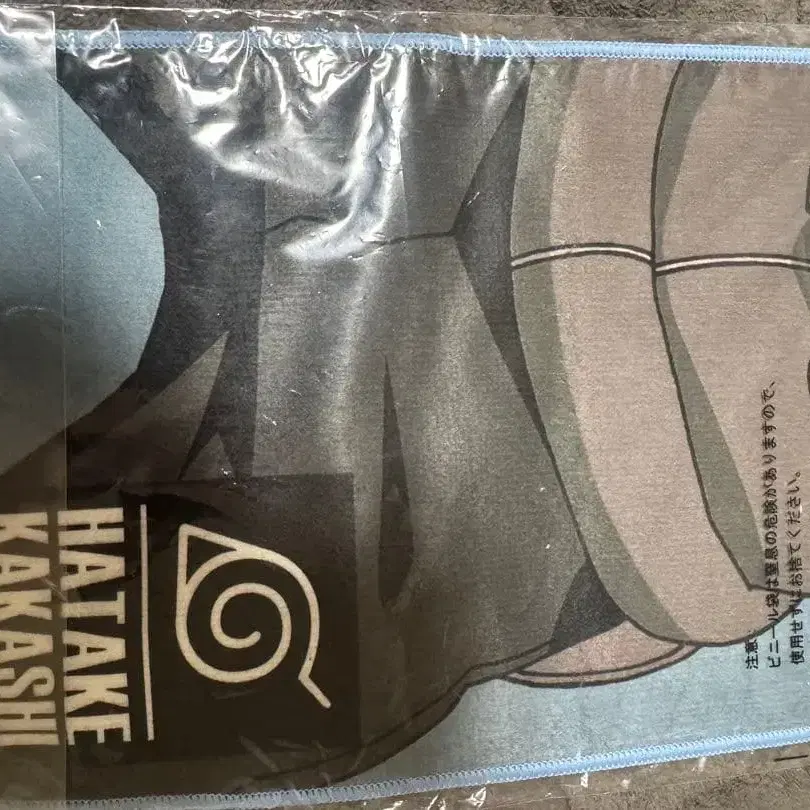 HATAKE
KAKASHI
注意:
ビニール袋は窒息の危険がありますので、
使用せずにお捨てください。